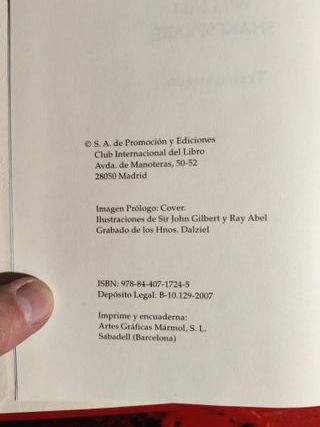 © S. A. de Promoción y Ediciones
Club Internacional del Libro
Avda. de Manoteras, 50-52
28050 Madrid
Imagen Prólogo: Cover.
Ilustraciones de Sir John Gilbert y Ray Abel
Grabado de los Hnos. Dalziel
ISBN: 978-84-407-1724-5
Depósito Legal: B-10.129-2007
Imprime y encuaderna:
Artes Gráficas Mármol, S. L.
Sabadell (Barcelona)